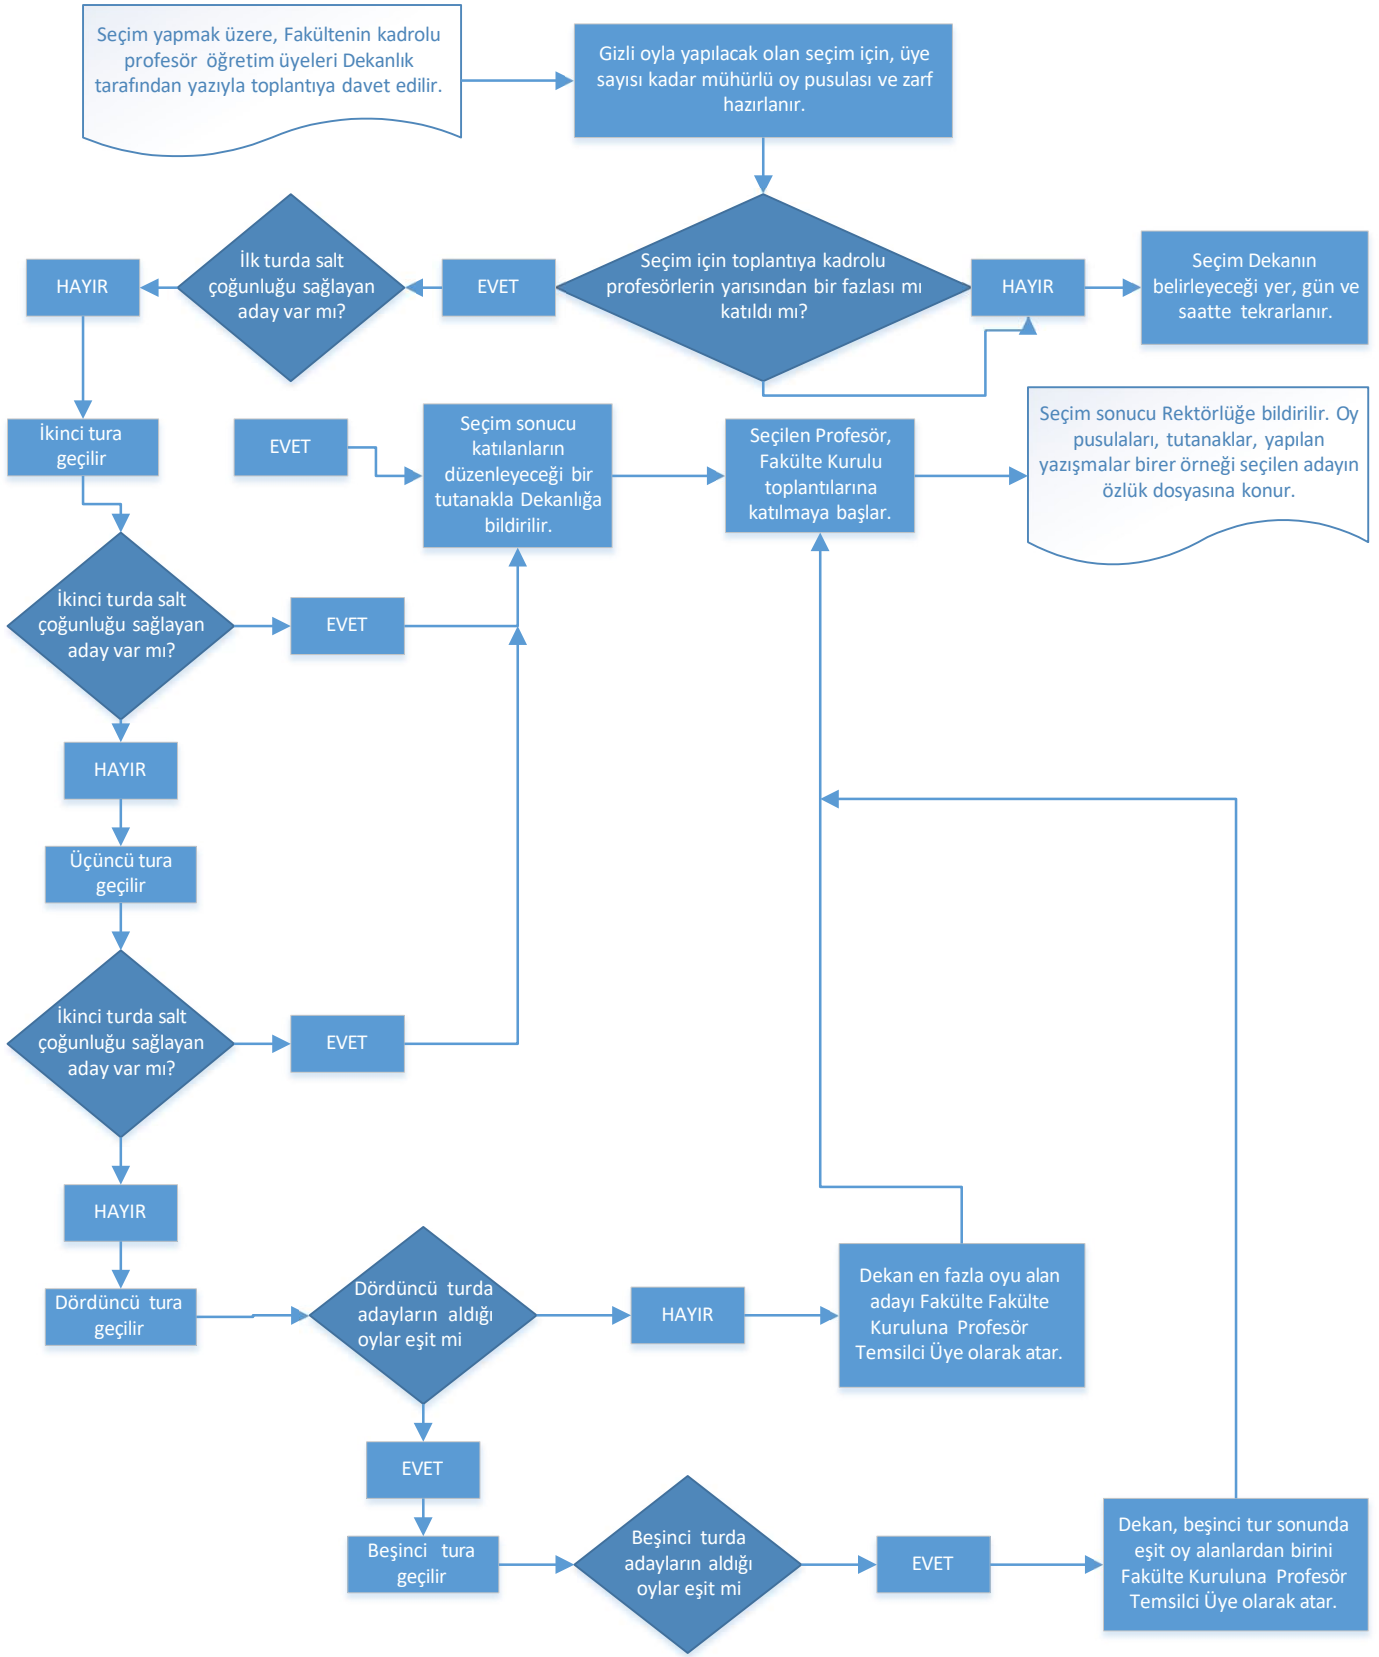 Seçim yapmak üzere, Fakültenin kadrolu
profesör öğretim üyeleri Dekanlık
tarafından yazıyla toplantıya davet edilir.
Gizli oyla yapılacak olan seçim için, üye
sayısı kadar mühürlü oy pusulası ve zarf
hazırlanır.
HAYIR
İlk turda salt
çoğunluğu sağlayan
aday var mı?
EVET
Seçim için toplantıya kadrolu
profesörlerin yarısından bir fazlası mı
katıldı mı?
HAYIR
Seçim Dekanın
belirleyeceği yer, gün ve
saatte tekrarlanır.
İkinci tura
geçilir
EVET
Seçim sonucu
katılanların
düzenleyeceği bir
tutanakla Dekanlığa
bildirilir.
Seçilen Profesör,
Fakülte Kurulu
toplantılarına
katılmaya başlar.
Seçim sonucu Rektörlüğe bildirilir. Oy
pusulaları, tutanaklar, yapılan
yazışmalar birer örneği seçilen adayın
özlük dosyasına konur.
İkinci turda salt
çoğunluğu sağlayan
aday var mı?
EVET
HAYIR
Üçüncü tura
geçilir
İkinci turda salt
çoğunluğu sağlayan
aday var mı?
EVET
HAYIR
Dördüncü tura
geçilir
Dördüncü turda
adayların aldığı
oylar eşit mi
HAYIR
Dekan en fazla oyu alan
adayı Fakülte Fakülte
Kuruluna Profesör
Temsilci Üye olarak atar.
EVET
Beşinci tura
geçilir
Beşinci turda
adayların aldığı
oylar eşit mi
EVET
Dekan, beşinci tur sonunda
eşit oy alanlardan birini
Fakülte Kuruluna Profesör
Temsilci Üye olarak atar.